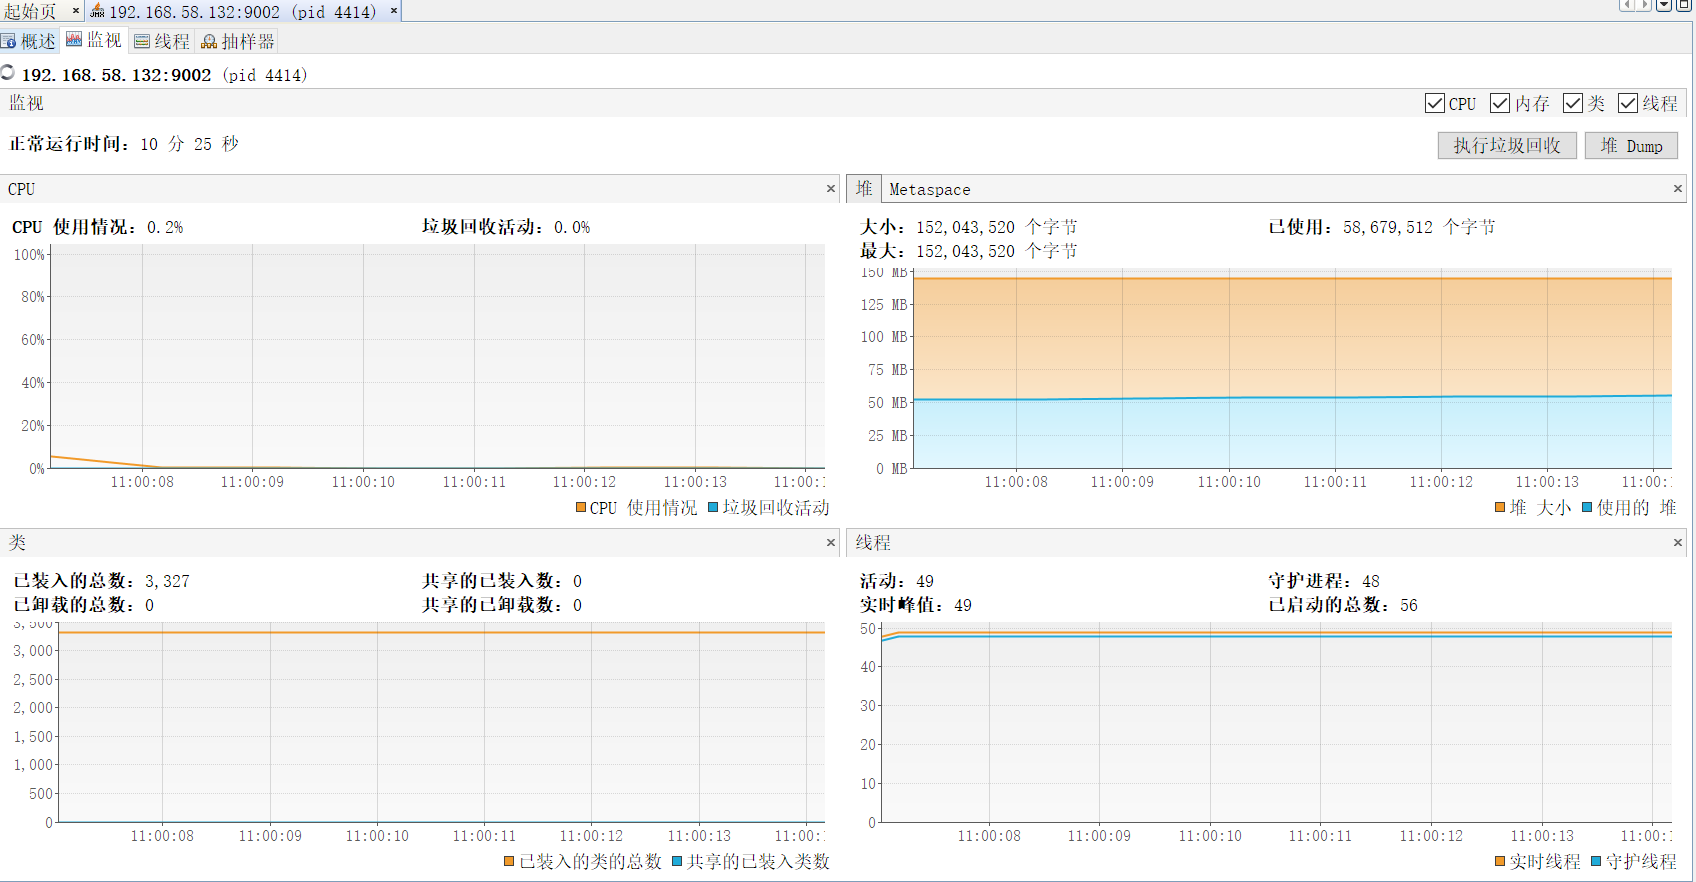 起始页 × JMX 192.168.58.132:9002 (pid 4414) ×
概述 监视 线程 抽样器
192.168.58.132:9002 (pid 4414)
监视 CPU 内存 类 线程
正常运行时间: 10 分 25 秒 执行垃圾回收 堆 Dump
CPU ×
CPU 使用情况: 0.2% 垃圾回收活动: 0.0%
100%
80%
60%
40%
20%
0%
11:00:08 11:00:09 11:00:10 11:00:11 11:00:12 11:00:13 11:00:1
CPU 使用情况 垃圾回收活动
堆 Metaspace ×
大小: 152,043,520 个字节 已使用: 58,679,512 个字节
最大: 152,043,520 个字节
150 MB
125 MB
100 MB
75 MB
50 MB
25 MB
0 MB
11:00:08 11:00:09 11:00:10 11:00:11 11:00:12 11:00:13 11:00:1
堆 大小 使用的 堆
类 ×
已装入的总数: 3,327 共享的已装入数: 0
已卸载的总数: 0 共享的已卸载数: 0
3,500
3,000
2,500
2,000
1,500
1,000
500
0
11:00:08 11:00:09 11:00:10 11:00:11 11:00:12 11:00:13 11:00:1
已装入的类的总数 共享的已装入类数
线程 ×
活动: 49 守护进程: 48
实时峰值: 49 已启动的总数: 56
50
40
30
20
10
0
11:00:08 11:00:09 11:00:10 11:00:11 11:00:12 11:00:13 11:00:1
实时线程 守护线程